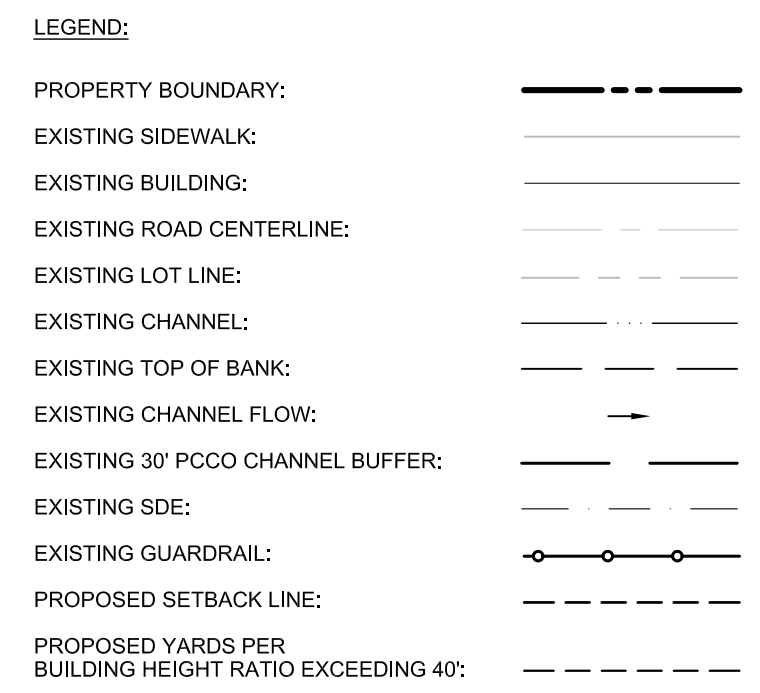 LEGEND:
PROPERTY BOUNDARY:
EXISTING SIDEWALK:
EXISTING BUILDING:
EXISTING ROAD CENTERLINE:
EXISTING LOT LINE:
EXISTING CHANNEL:
EXISTING TOP OF BANK:
EXISTING CHANNEL FLOW:
EXISTING 30' PCCO CHANNEL BUFFER:
EXISTING SDE:
EXISTING GUARDRAIL:
PROPOSED SETBACK LINE:
PROPOSED YARDS PER
BUILDING HEIGHT RATIO EXCEEDING 40':